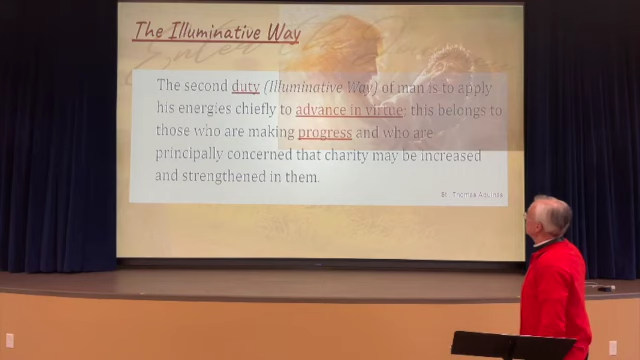 The Illuminative Way
The second duty (Illuminative Way) of man is to apply
his energies chiefly to advance in virtue; this belongs to
those who are making progress and who are
principally concerned that charity may be increased
and strengthened in them.
St. Thomas Aquinas